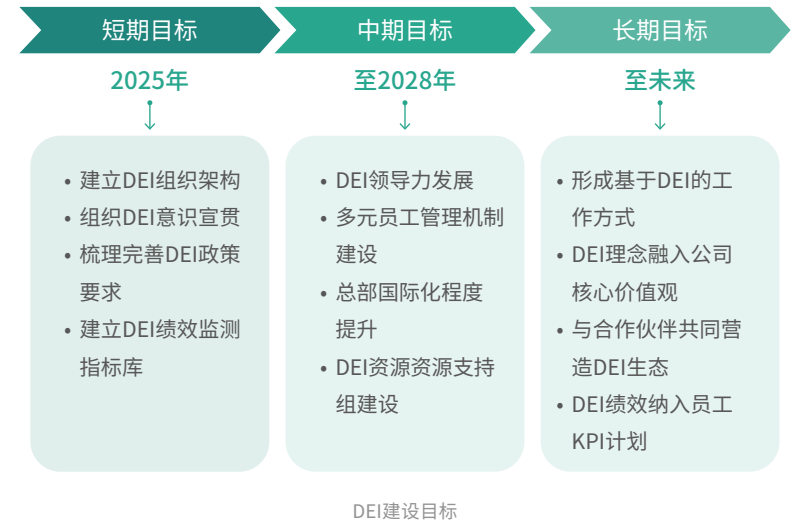 短期目标
中期目标
长期目标
2025年
至2028年
至未来
• 建立DEI组织架构
• 组织DEI意识宣贯
• 梳理完善DEI政策
要求
• 建立DEI绩效监测
指标库
• DEI领导力发展
• 多元员工管理机制
建设
• 总部国际化程度
提升
• DEI资源资源支持
组建设
• 形成基于DEI的工
作方式
• DEI理念融入公司
核心价值观
• 与合作伙伴共同营
造DEI生态
• DEI绩效纳入员工
KPI计划
DEI建设目标